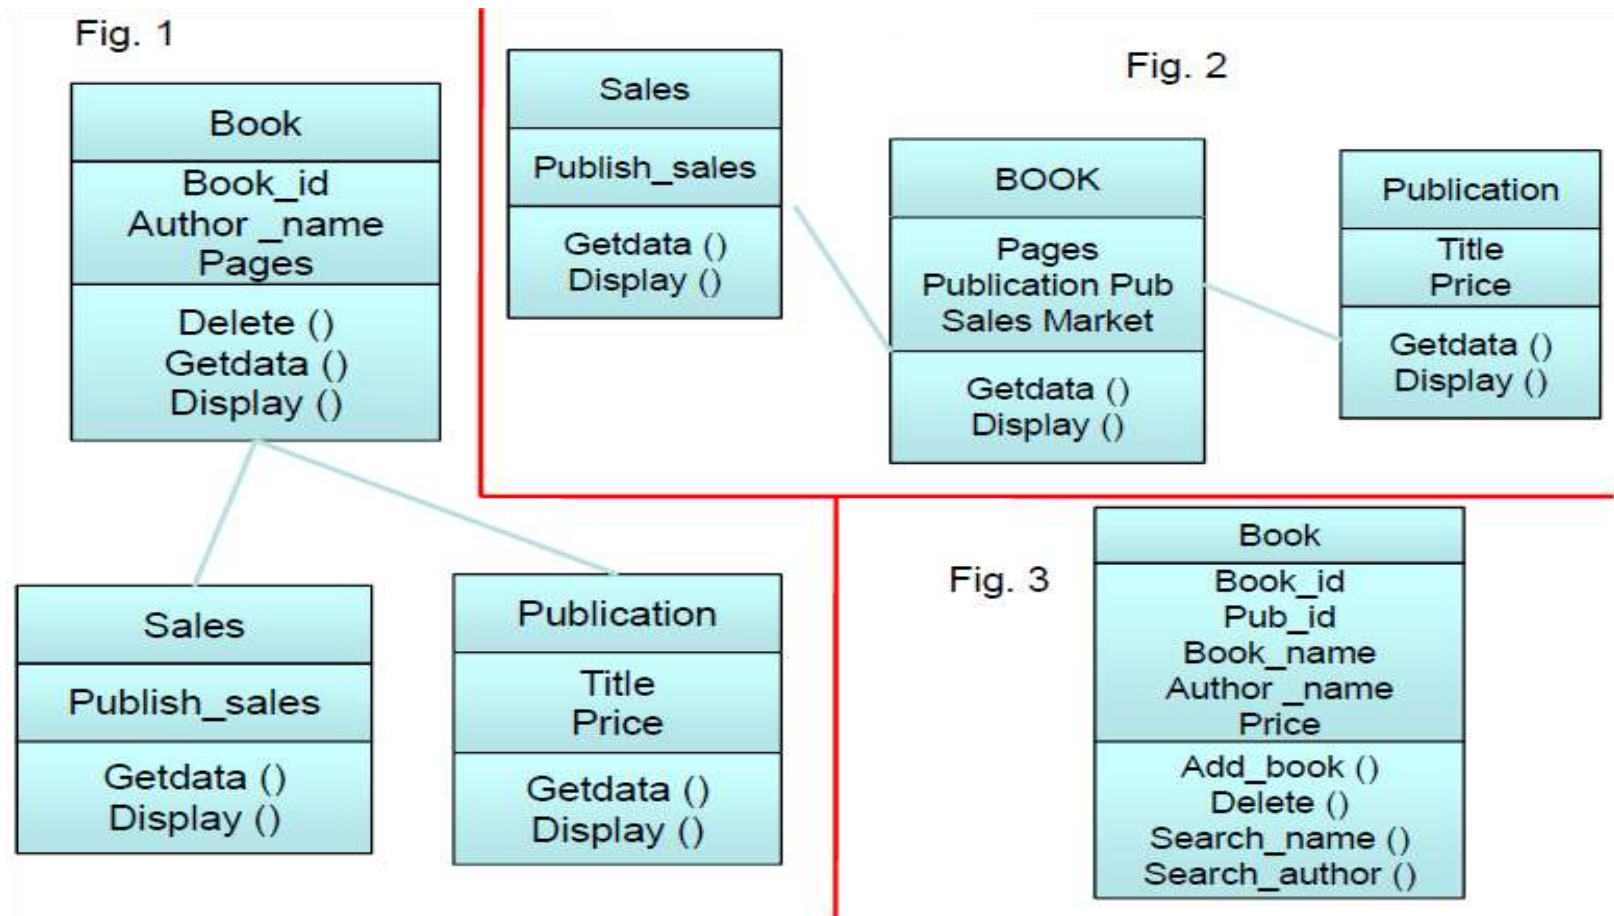 Fig. 1
Book
Book_id
Author _name
Pages
Delete ()
Getdata ()
Display ()
Sales
Publish_sales
Getdata ()
Display ()
Publication
Title
Price
Getdata ()
Display ()
Fig. 2
Sales
Publish_sales
Getdata ()
Display ()
BOOK
Pages
Publication Pub
Sales Market
Getdata ()
Display ()
Publication
Title
Price
Getdata ()
Display ()
Fig. 3
Book
Book_id
Pub_id
Book_name
Author _name
Price
Add_book ()
Delete ()
Search_name ()
Search_author ()